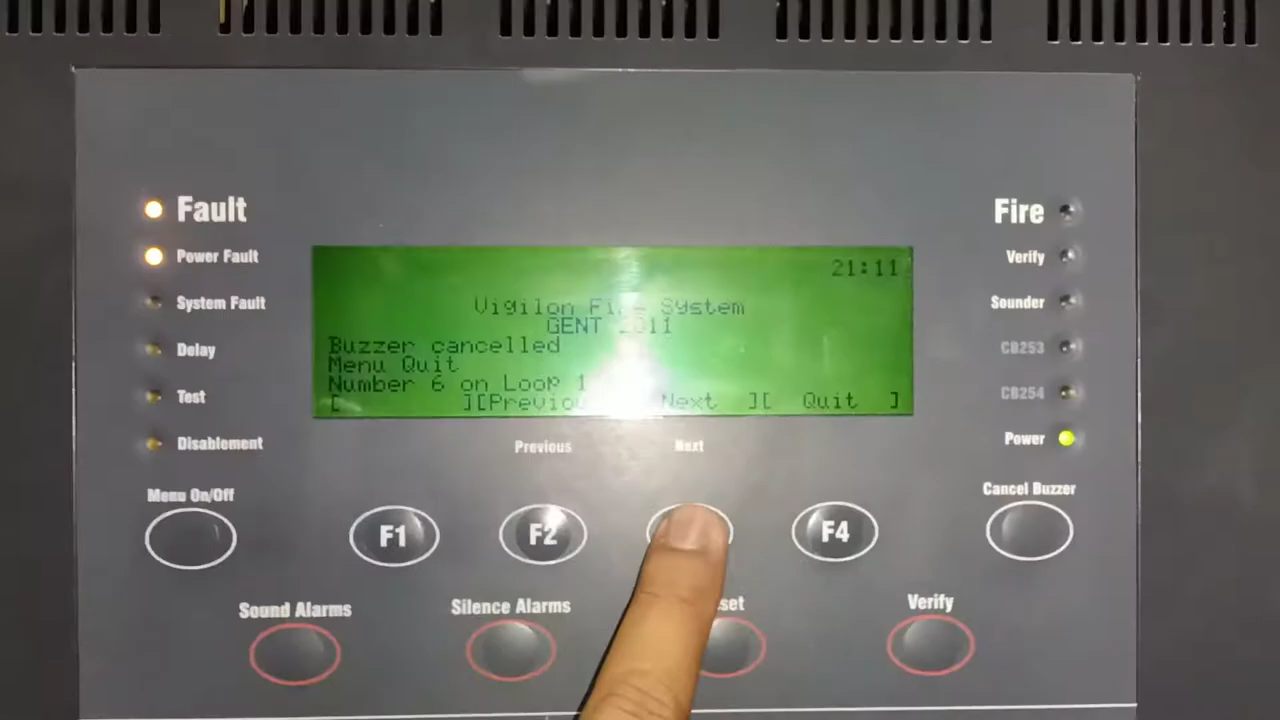 Fault
Power Fault
System Fault
Delay
Test
Disablement
Menu On/Off
21:11
Vigilon System
GENT
Buzzer cancelled
Menu Quit
Number 6 on Loop 1
[ ][ Next ][ Quit ]
Previous
Next
F1
F2
F4
Fire
Verify
Sounder
CB253
CB254
Power
Cancel Buzzer
Sound Alarms
Silence Alarms
Verify